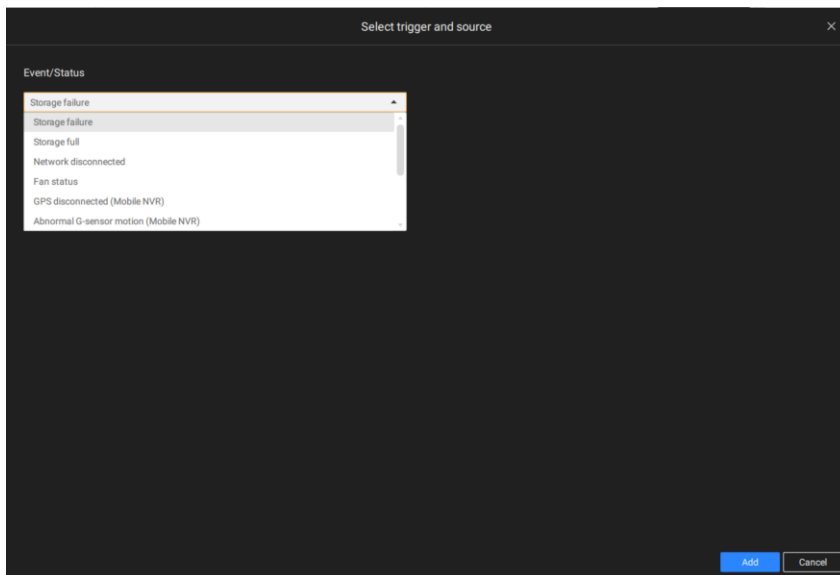 Select trigger and source
Event/Status
Storage failure
Storage failure
Storage full
Network disconnected
Fan status
GPS disconnected (Mobile NVR)
Abnormal G-sensor motion (Mobile NVR)
Add Cancel